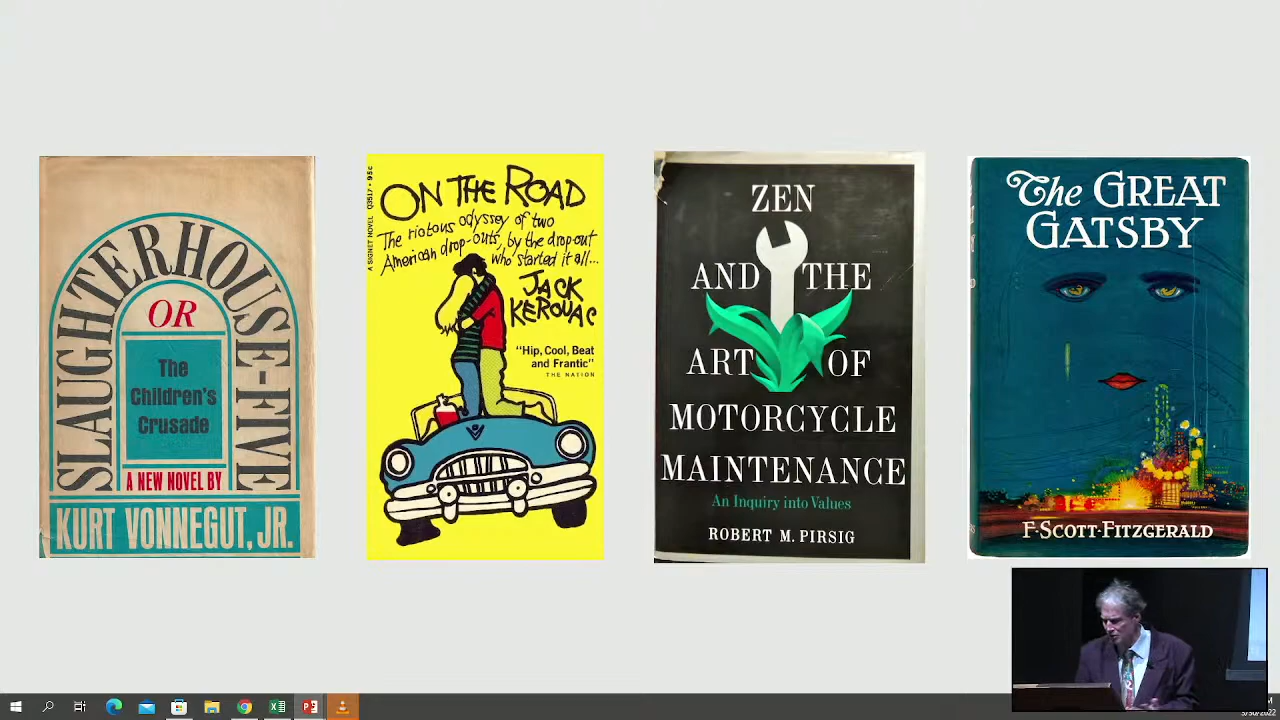 SLAUGHTERHOUSE-FIVE
OR
The
Children's
Crusade
A NEW NOVEL BY
KURT VONNEGUT, JR.
A SIGNET NOVEL • Q3517 • 95c
ON THE ROAD
The riotous odyssey of two
American drop-outs, by the drop-out
who started it all...
JACK
KEROUAC
"Hip, Cool, Beat
and Frantic"
THE NATION
ZEN
AND THE
ART OF
MOTORCYCLE
MAINTENANCE
An Inquiry into Values
ROBERT M. PIRSIG
The GREAT
GATSBY
F·SCOTT·FITZGERALD